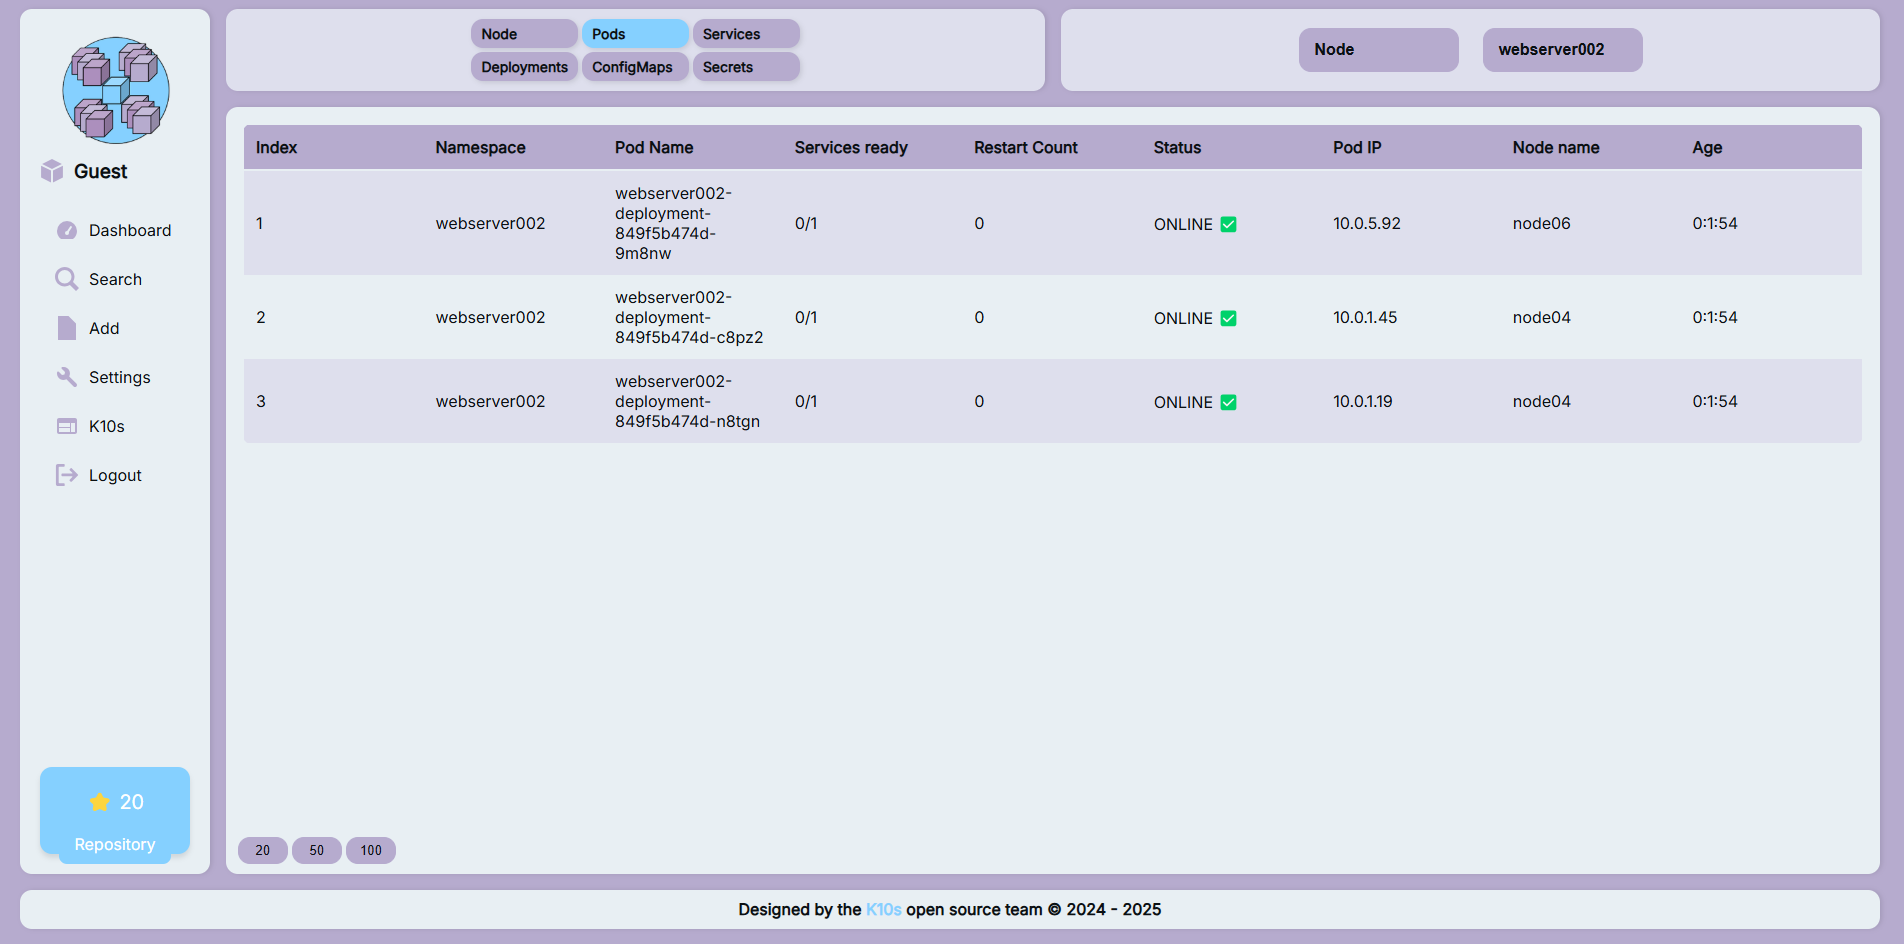 Guest
Dashboard
Search
Add
Settings
K10s
Logout
20
Repository
Node Pods Services
Deployments ConfigMaps Secrets
Node webserver002
Index Namespace Pod Name Services ready Restart Count Status Pod IP Node name Age
1 webserver002 webserver002-
deployment-
849f5b474d-
9m8nw 0/1 0 ONLINE ✅ 10.0.5.92 node06 0:1:54
2 webserver002 webserver002-
deployment-
849f5b474d-c8pz2 0/1 0 ONLINE ✅ 10.0.1.45 node04 0:1:54
3 webserver002 webserver002-
deployment-
849f5b474d-n8tgn 0/1 0 ONLINE ✅ 10.0.1.19 node04 0:1:54
20 50 100
Designed by the K10s open source team © 2024 - 2025